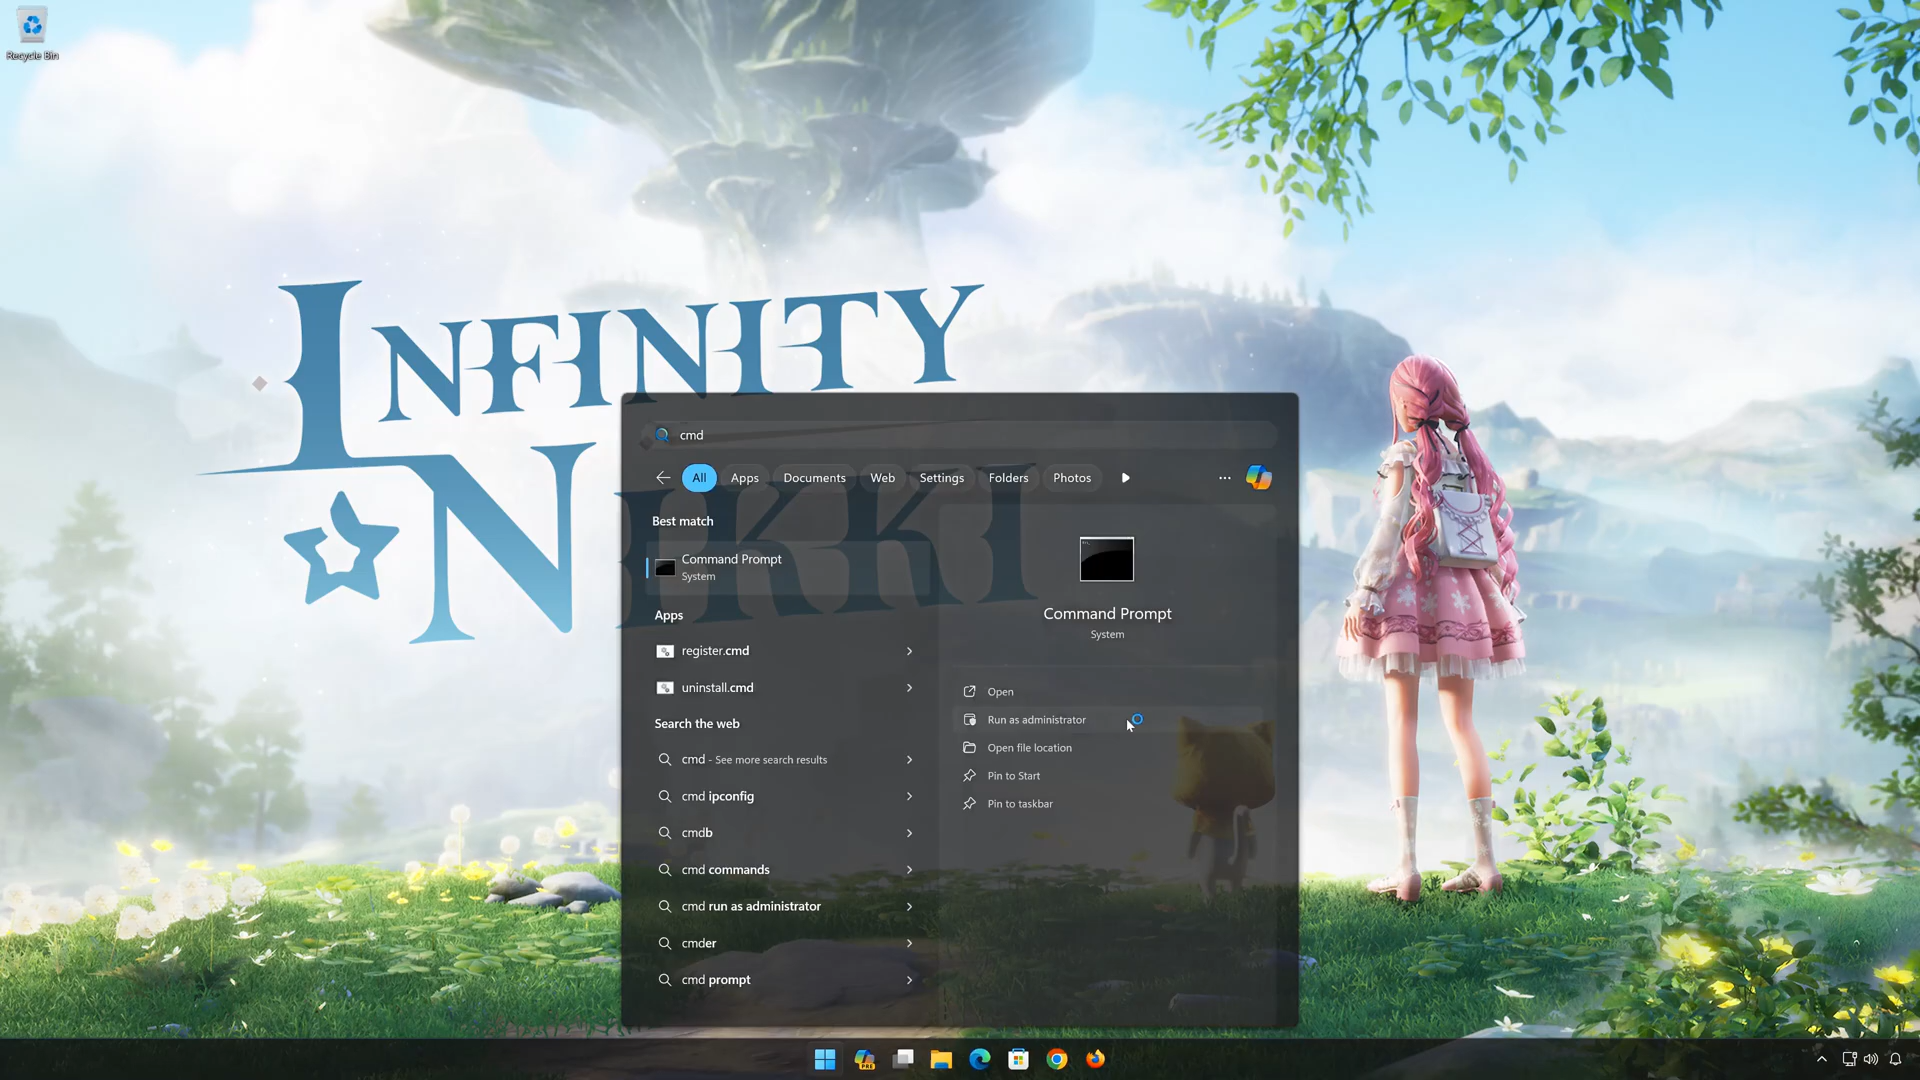 Recycle Bin
INFINITY
NIKKI
cmd
All
Apps
Documents
Web
Settings
Folders
Photos
Best match
Command Prompt
System
Apps
register.cmd
uninstall.cmd
Search the web
cmd - See more search results
cmd ipconfig
cmdb
cmd commands
cmd run as administrator
cmder
cmd prompt
Command Prompt
System
Open
Run as administrator
Open file location
Pin to Start
Pin to taskbar
PRE